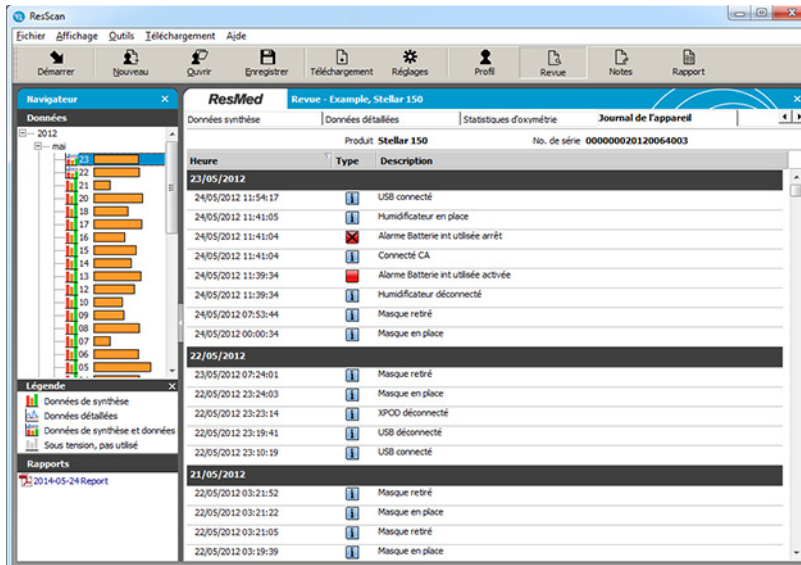 ResScan
Fichier Affichage Outils Téléchargement Aide
Démarrer Nouveau Ouvrir Enregistrer Téléchargement Réglages Profil Revue Notes Rapport
Navigateur
Données
2012
mai
23
22
21
20
18
17
16
15
14
13
12
10
09
08
07
06
05
Légende
Données de synthèse
Données détaillées
Données de synthèse et données
Sous tension, pas utilisé
Rapports
2014-05-24 Report
ResMed Revue - Example, Stellar 150
Données synthèse Données détaillées Statistiques d'oxymétrie Journal de l'appareil
Produit Stellar 150 No. de série 000000020120064003
Heure Type Description
23/05/2012
24/05/2012 11:54:17 USB connecté
24/05/2012 11:41:05 Humidificateur en place
24/05/2012 11:41:04 Alarme Batterie int utilisée arrêt
24/05/2012 11:41:04 Connecté CA
24/05/2012 11:39:34 Alarme Batterie int utilisée activée
24/05/2012 11:39:34 Humidificateur déconnecté
24/05/2012 07:53:44 Masque retiré
24/05/2012 00:00:34 Masque en place
22/05/2012
23/05/2012 07:24:01 Masque retiré
22/05/2012 23:24:03 Masque en place
22/05/2012 23:23:14 XPOD déconnecté
22/05/2012 23:19:41 USB déconnecté
22/05/2012 23:10:19 USB connecté
21/05/2012
22/05/2012 03:21:52 Masque retiré
22/05/2012 03:21:22 Masque en place
22/05/2012 03:21:05 Masque retiré
22/05/2012 03:19:39 Masque en place